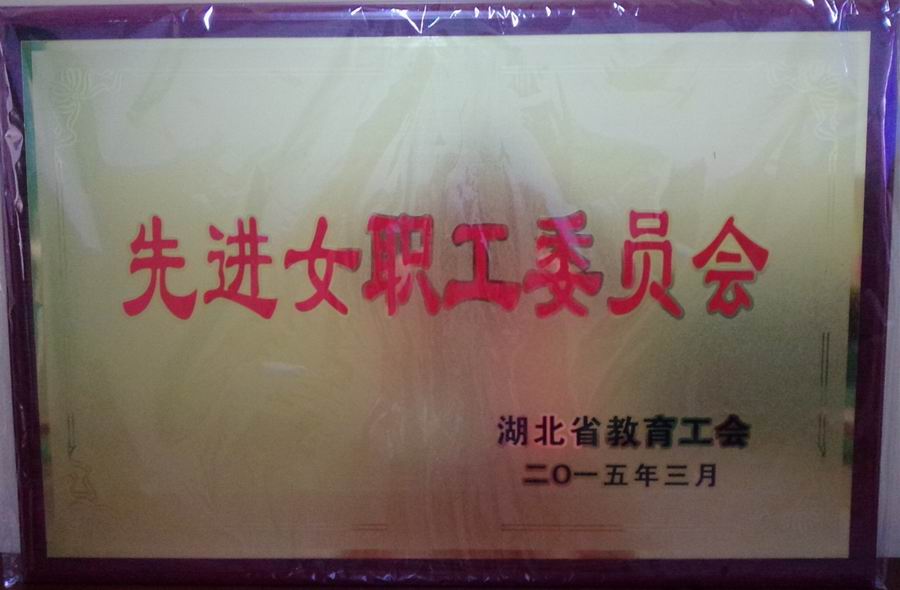 先进女职工委员会
湖北省教育工会
二〇一五年三月